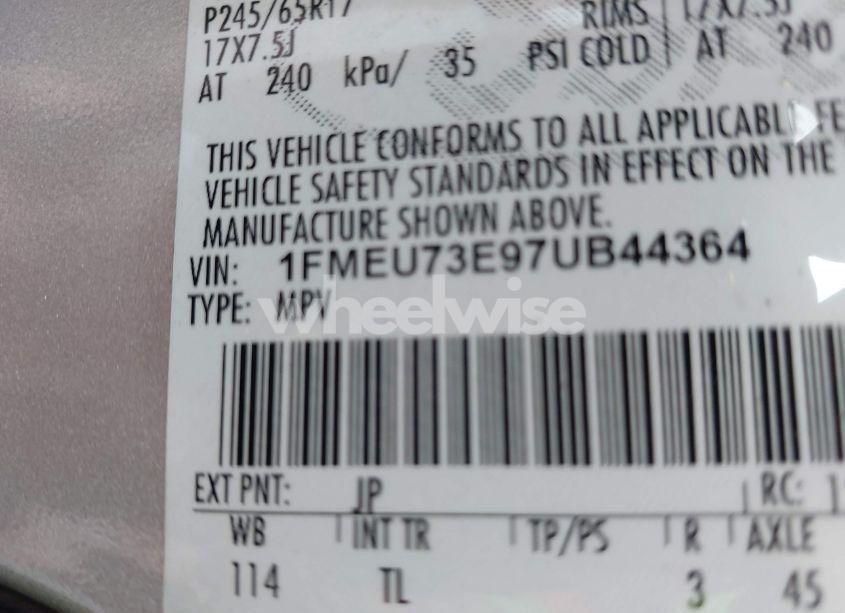 P245/65R17 RIMS 17X7.5J
17X7.5J
AT 240 kPa/ 35 PSI COLD AT 240
THIS VEHICLE CONFORMS TO ALL APPLICABLE FE
VEHICLE SAFETY STANDARDS IN EFFECT ON THE
MANUFACTURE SHOWN ABOVE.
VIN: 1FMEU73E97UB44364
TYPE: MPV
wheelwise
EXT PNT: JP RC:
WB INT TR TP/PS R AXLE
114 TL 3 45